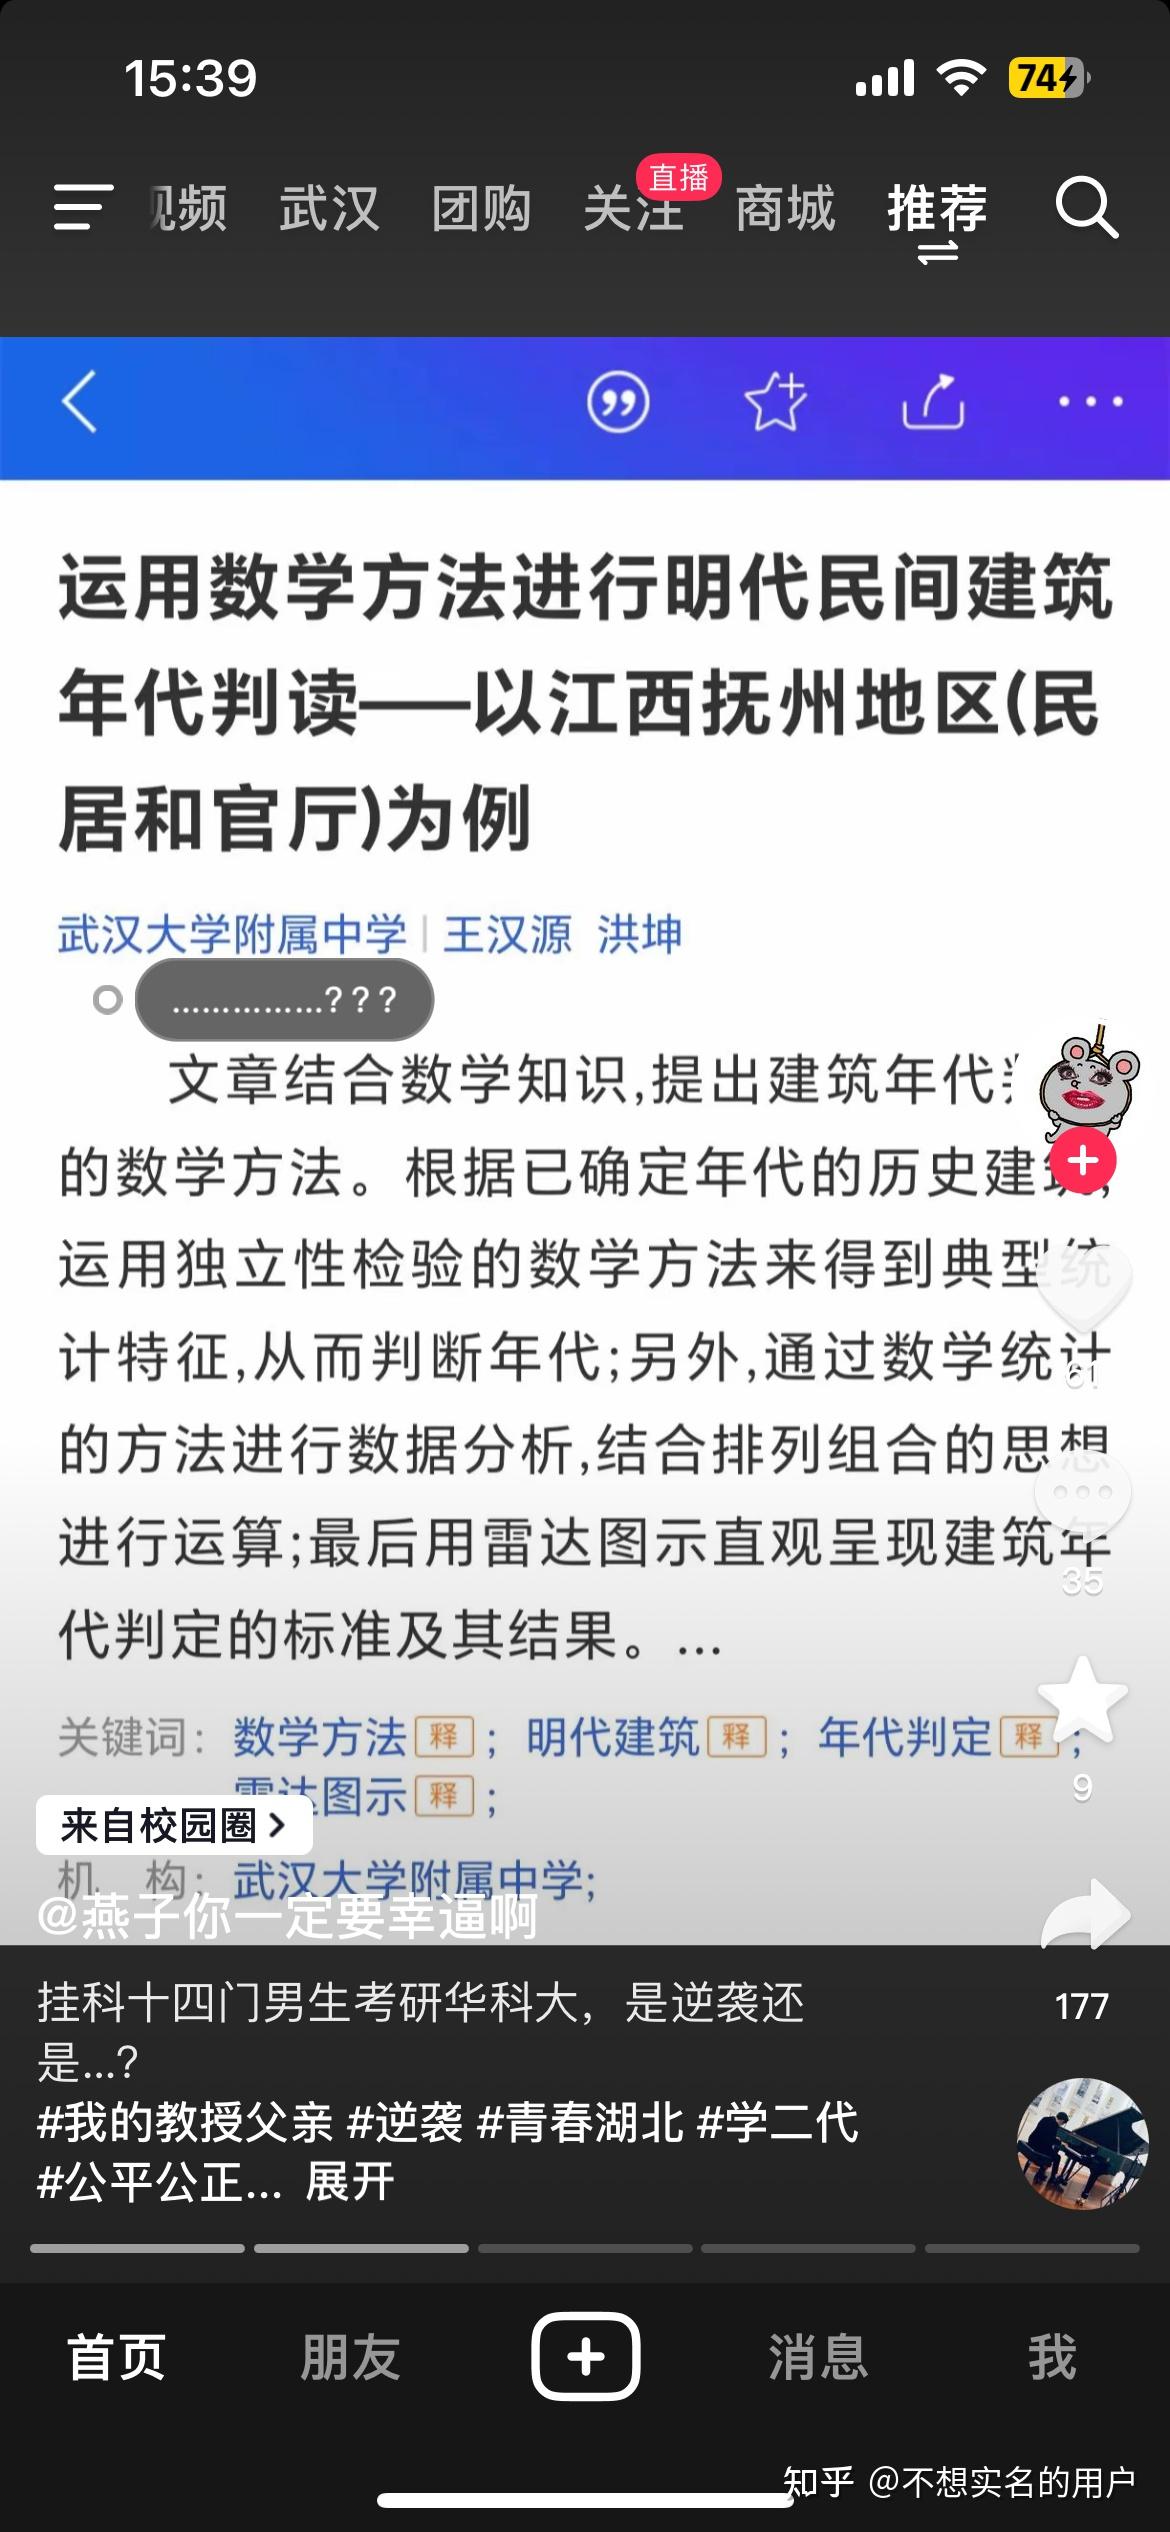 15:39
74
视频 武汉 团购 关注 直播 商城 推荐
运用数学方法进行明代民间建筑
年代判读——以江西抚州地区(民
居和官厅)为例
武汉大学附属中学 | 王汉源 洪坤
...............???
文章结合数学知识,提出建筑年代判
的数学方法。根据已确定年代的历史建筑,
运用独立性检验的数学方法来得到典型统
计特征,从而判断年代;另外,通过数学统计
61
的方法进行数据分析,结合排列组合的思想
进行运算;最后用雷达图示直观呈现建筑年
35
代判定的标准及其结果。...
关键词: 数学方法 释 ; 明代建筑 释 ; 年代判定 释 ;
雷达图示 释 ;
9
来自校园圈 >
机 构: 武汉大学附属中学;
@燕子你一定要幸逼啊
挂科十四门男生考研华科大，是逆袭还
是...?
177
#我的教授父亲 #逆袭 #青春湖北 #学二代
#公平公正... 展开
首页 朋友 消息 我
知乎 @不想实名的用户